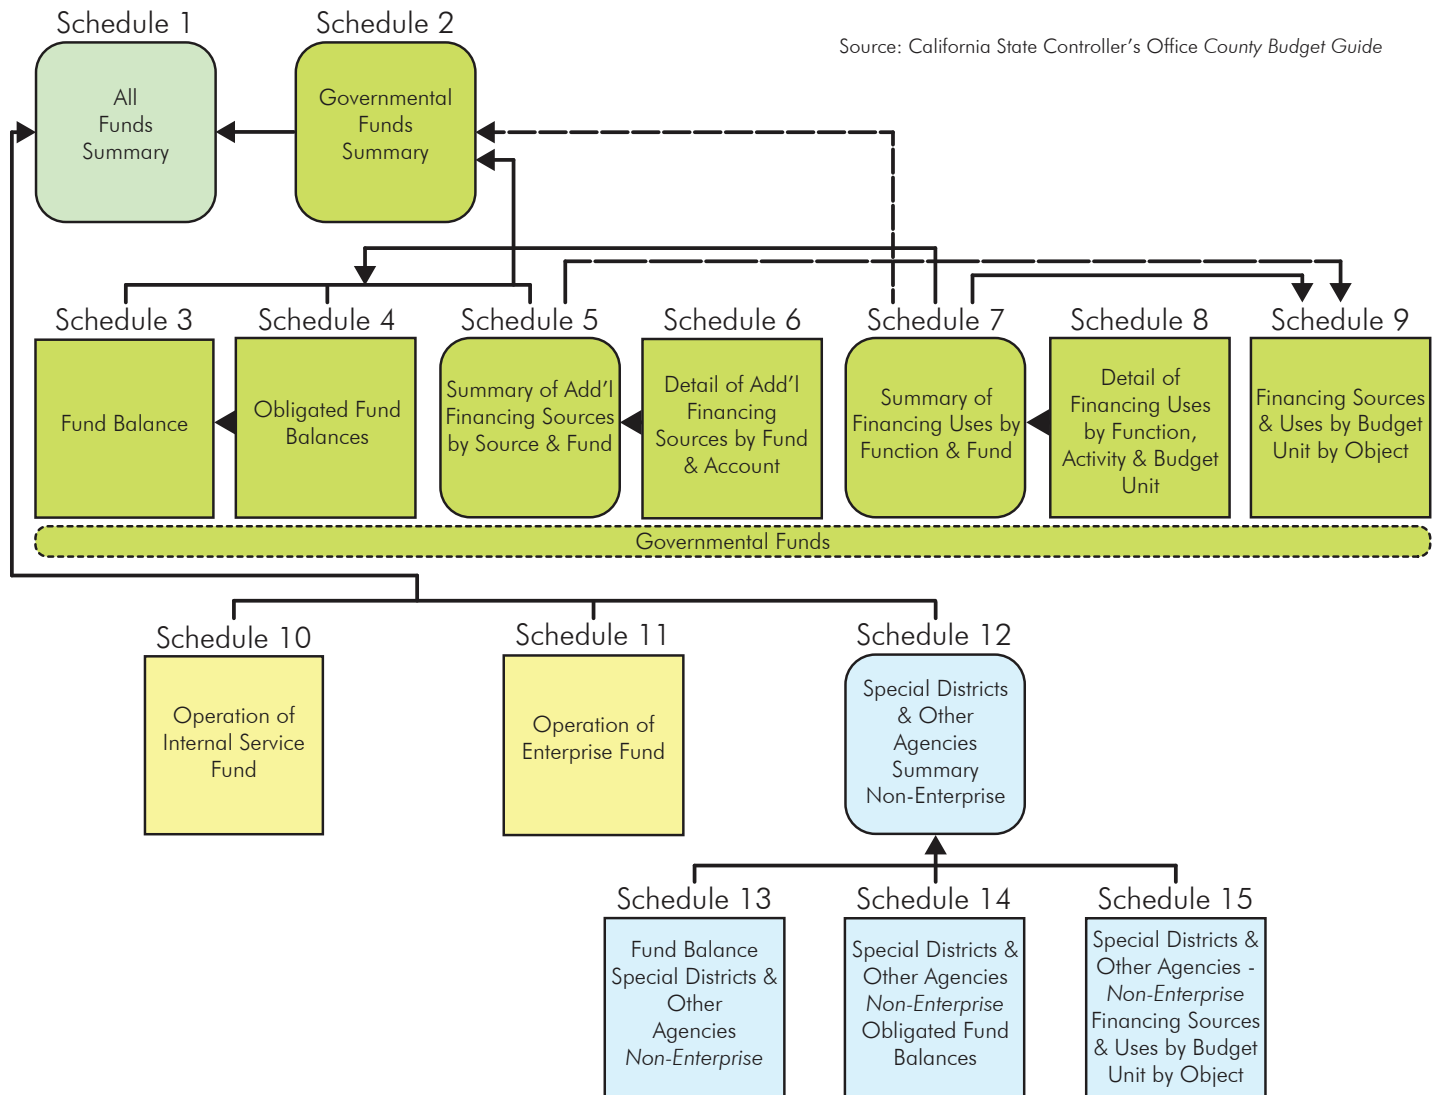 Schedule 1
All
Funds
Summary
Schedule 2
Governmental
Funds
Summary
Source: California State Controller’s Office County Budget Guide
Schedule 3
Fund Balance
Schedule 4
Obligated Fund
Balances
Schedule 5
Summary of Add’l
Financing Sources
by Source & Fund
Schedule 6
Detail of Add’l
Financing
Sources by Fund
& Account
Schedule 7
Summary of
Financing Uses by
Function & Fund
Schedule 8
Detail of
Financing Uses
by Function,
Activity & Budget
Unit
Schedule 9
Financing Sources
& Uses by Budget
Unit by Object
Governmental Funds
Schedule 10
Operation of
Internal Service
Fund
Schedule 11
Operation of
Enterprise Fund
Schedule 12
Special Districts
& Other
Agencies
Summary
Non-Enterprise
Schedule 13
Fund Balance
Special Districts &
Other
Agencies
Non-Enterprise
Schedule 14
Special Districts &
Other Agencies
Non-Enterprise
Obligated Fund
Balances
Schedule 15
Special Districts &
Other Agencies -
Non-Enterprise
Financing Sources
& Uses by Budget
Unit by Object